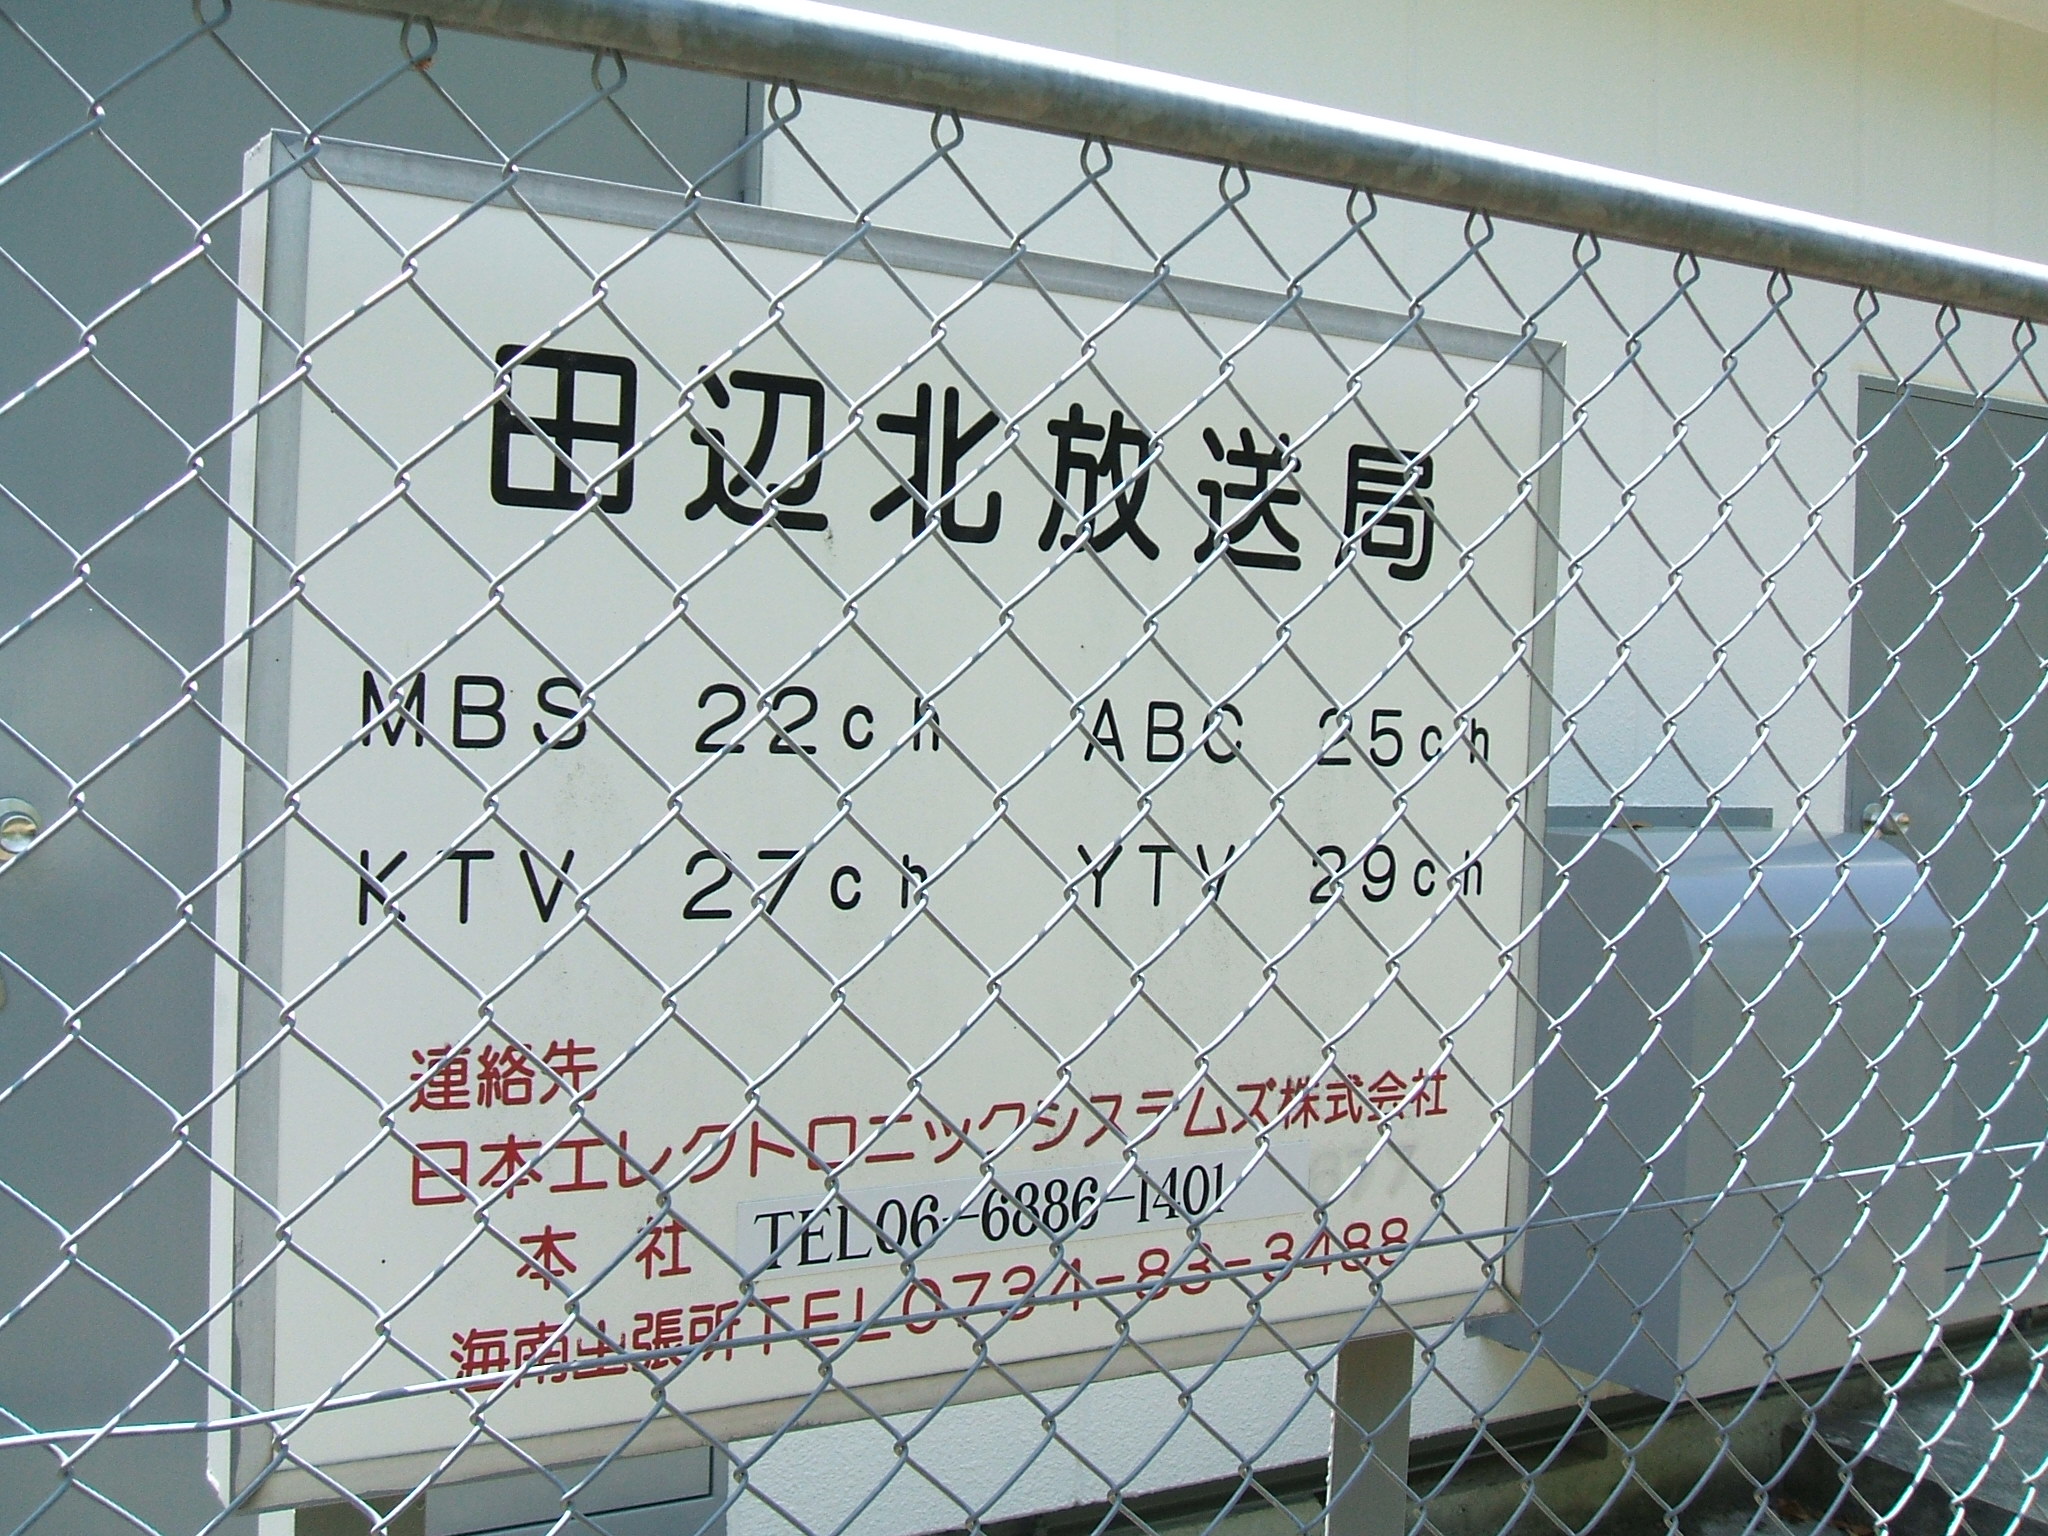 田辺北放送局
MBS 22ch ABC 25ch
KTV 27ch YTV 29ch
連絡先
日本エレクトロニックシステムズ株式会社
本社 TEL06-6886-1401
海南出張所TEL0734-83-3488